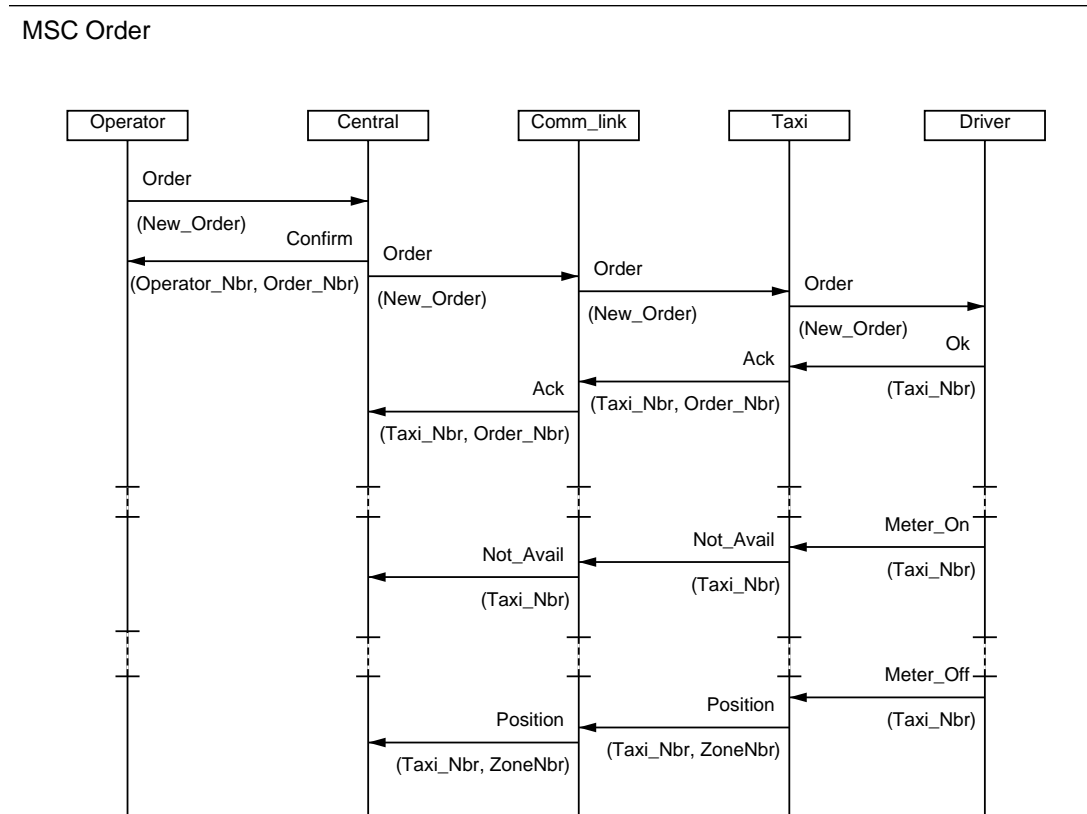 MSC Order
Operator Central Comm_link Taxi Driver
Order
(New_Order)
Confirm
(Operator_Nbr, Order_Nbr)
Order
(New_Order)
Order
(New_Order)
Order
(New_Order)
Ok
(Taxi_Nbr)
Ack
(Taxi_Nbr, Order_Nbr)
Ack
(Taxi_Nbr, Order_Nbr)
Meter_On
(Taxi_Nbr)
Not_Avail
(Taxi_Nbr)
Not_Avail
(Taxi_Nbr)
Meter_Off
(Taxi_Nbr)
Position
(Taxi_Nbr, ZoneNbr)
Position
(Taxi_Nbr, ZoneNbr)